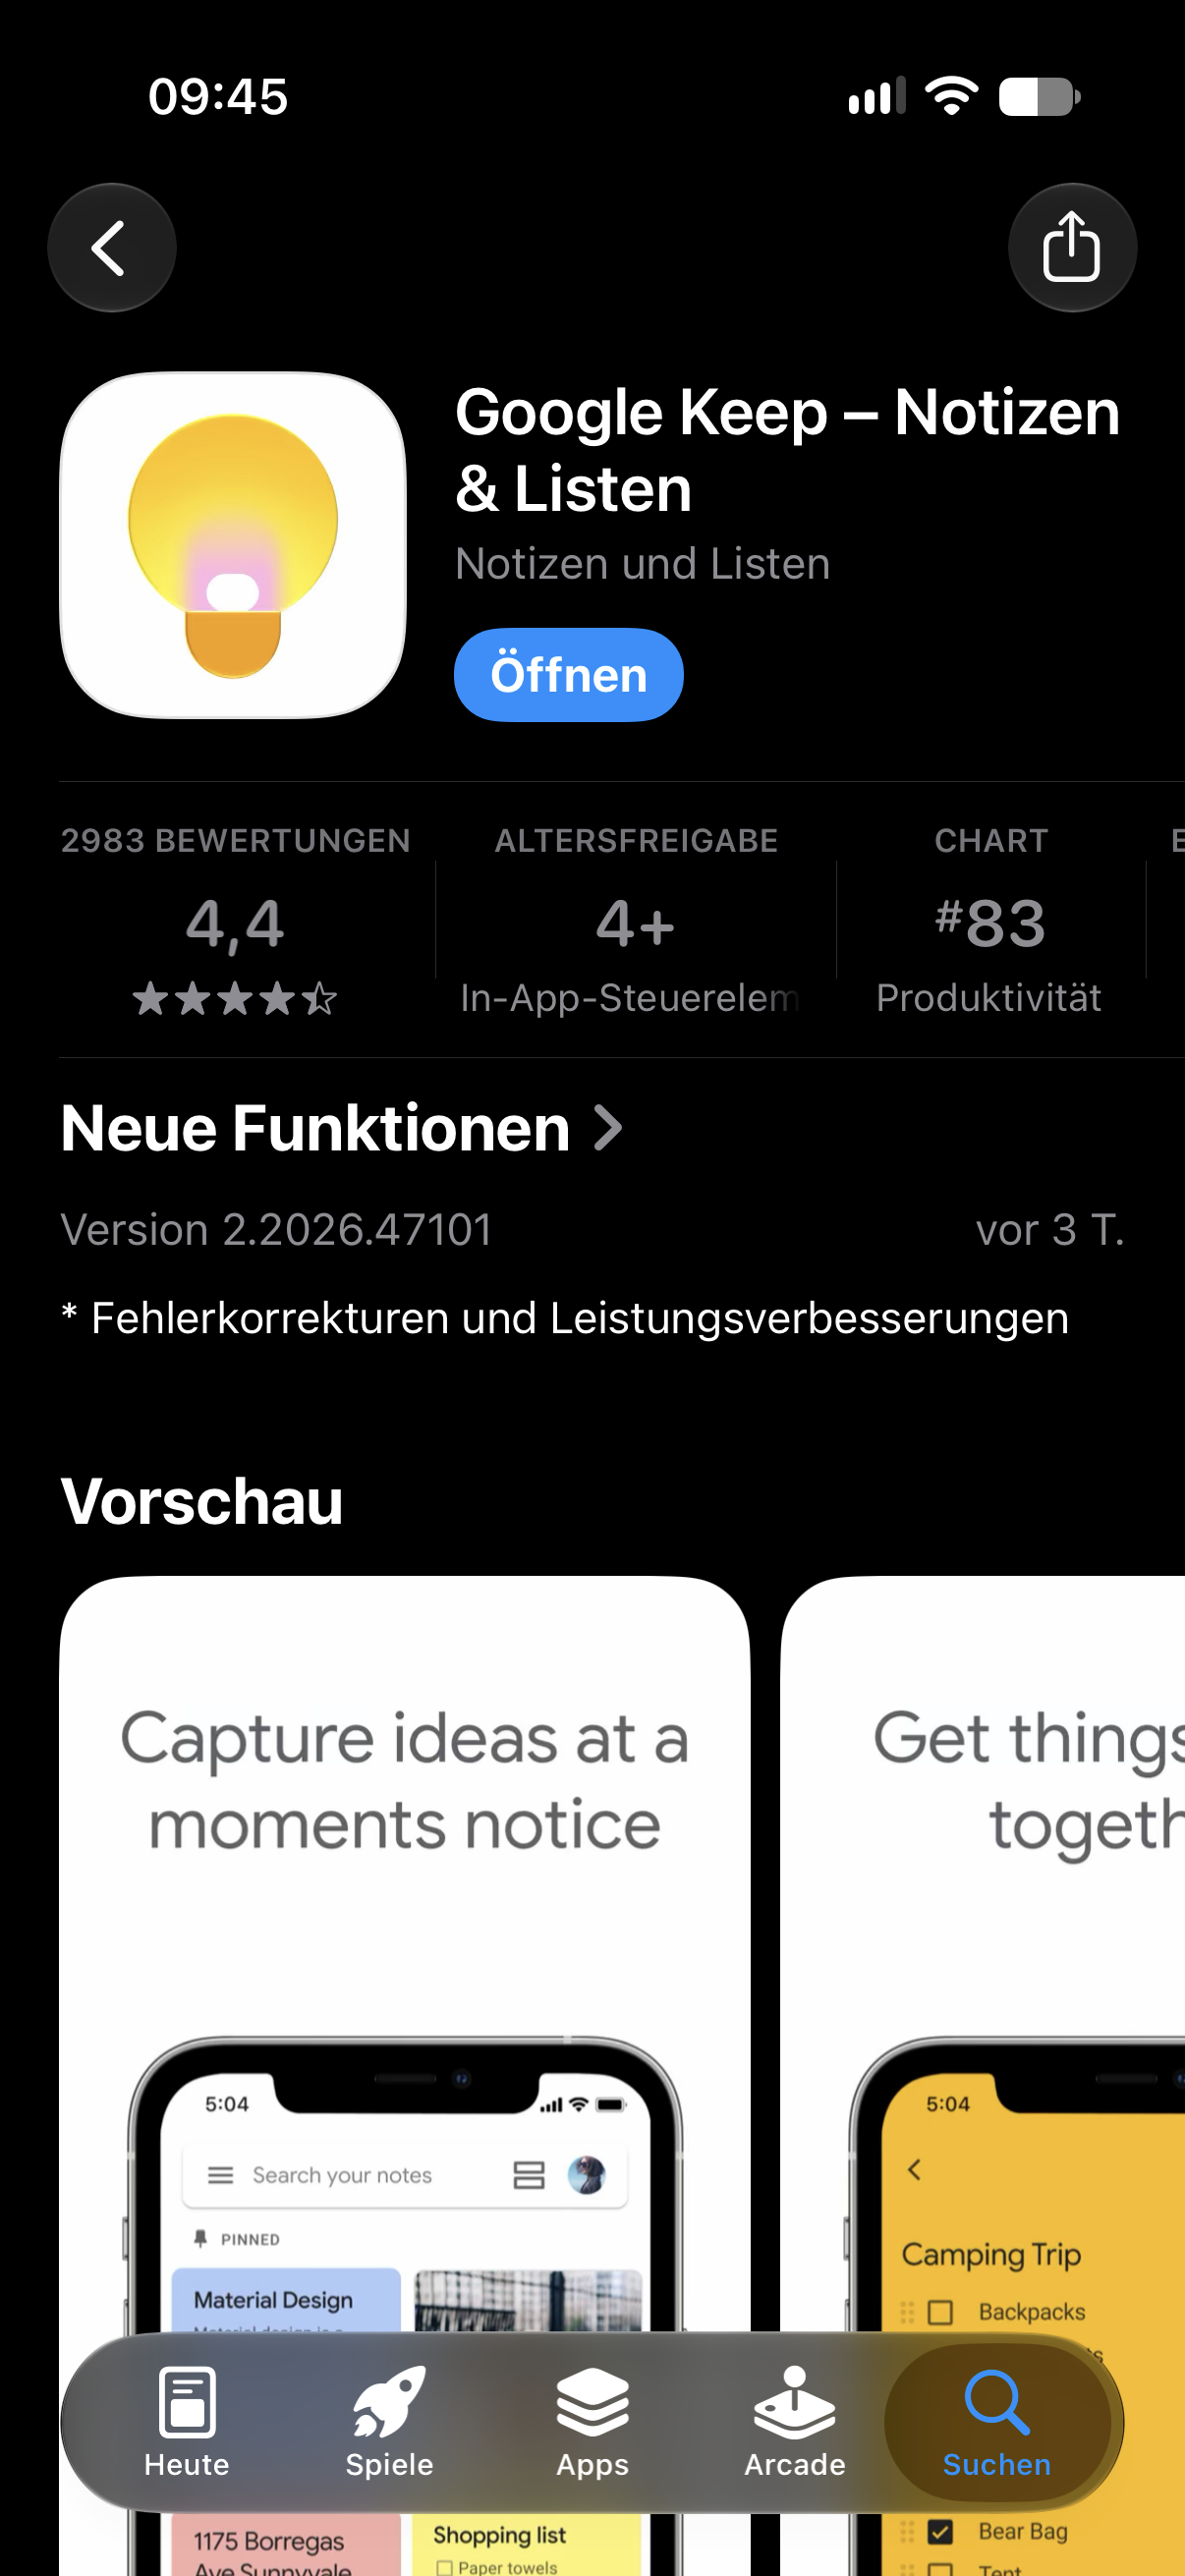 09:45
Google Keep – Notizen
& Listen
Notizen und Listen
Öffnen
2983 BEWERTUNGEN
4,4
ALTERSFREIGABE
4+
In-App-Steuerelem
CHART
#83
Produktivität
Neue Funktionen
Version 2.2026.47101
vor 3 T.
* Fehlerkorrekturen und Leistungsverbesserungen
Vorschau
Capture ideas at a
moments notice
5:04
Search your notes
PINNED
Material Design
1175 Borregas
Ave Sunnyvale
Shopping list
Paper towels
Get things
togeth
5:04
Camping Trip
Backpacks
Bear Bag
Tent
Heute
Spiele
Apps
Arcade
Suchen